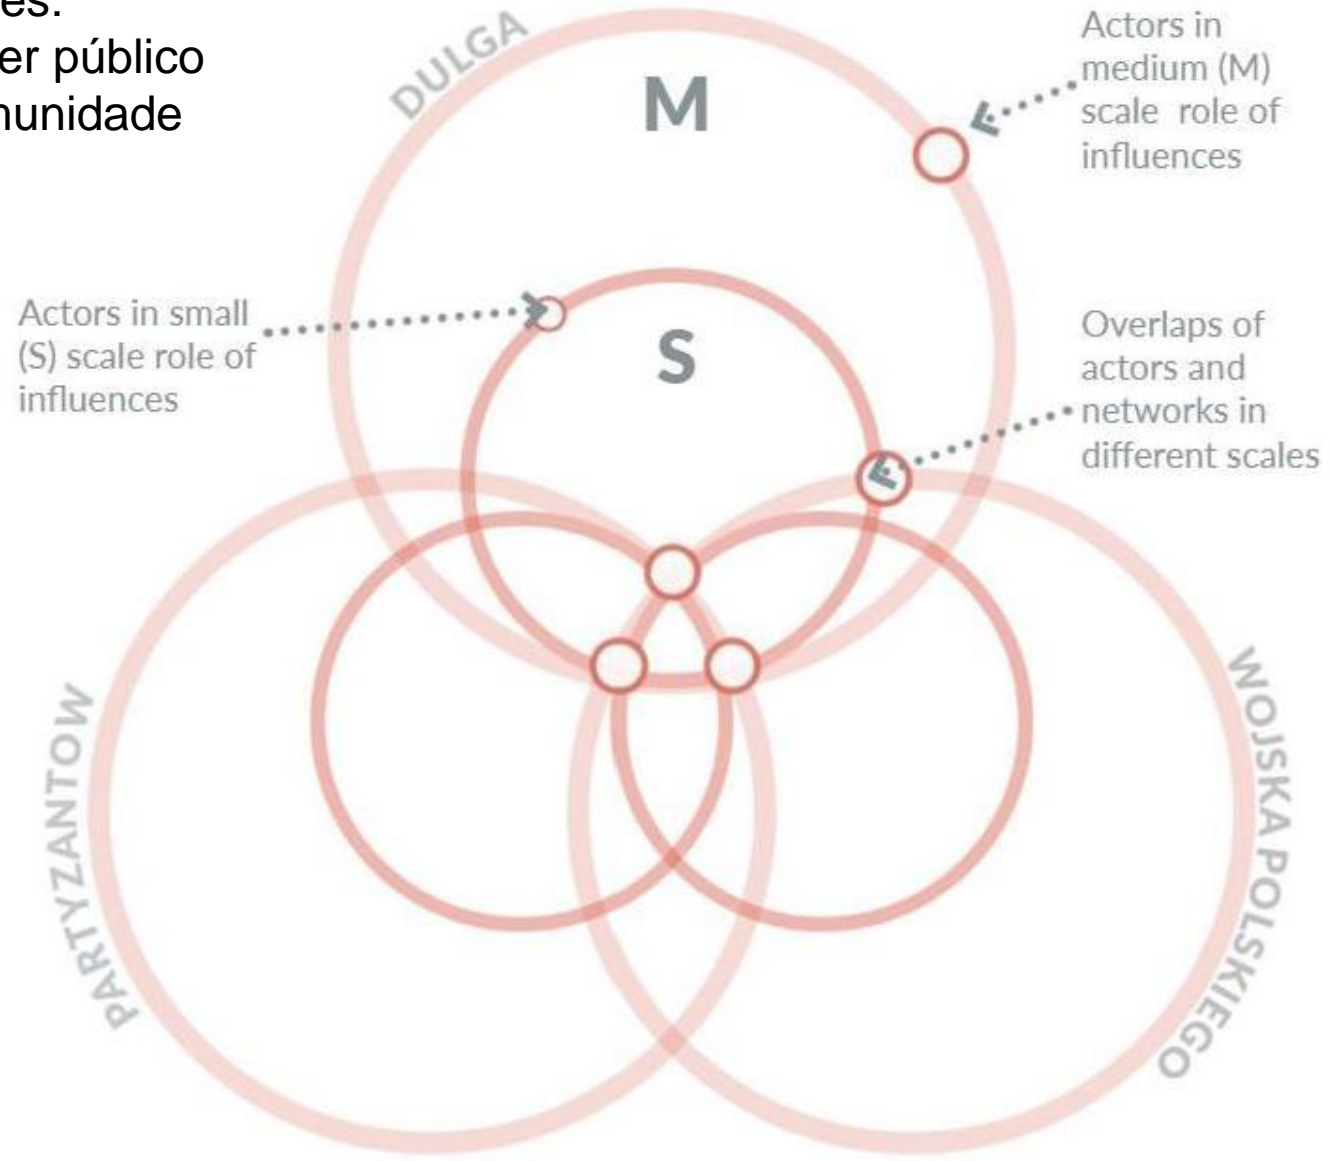 es.
er público
nunidade
DULGA
M
Actors in
medium (M)
scale role of
influences
Actors in small
(S) scale role of
influences
S
Overlaps of
actors and
networks in
different scales
PARTYZANTOW
WOJSKA POLSKIEGO